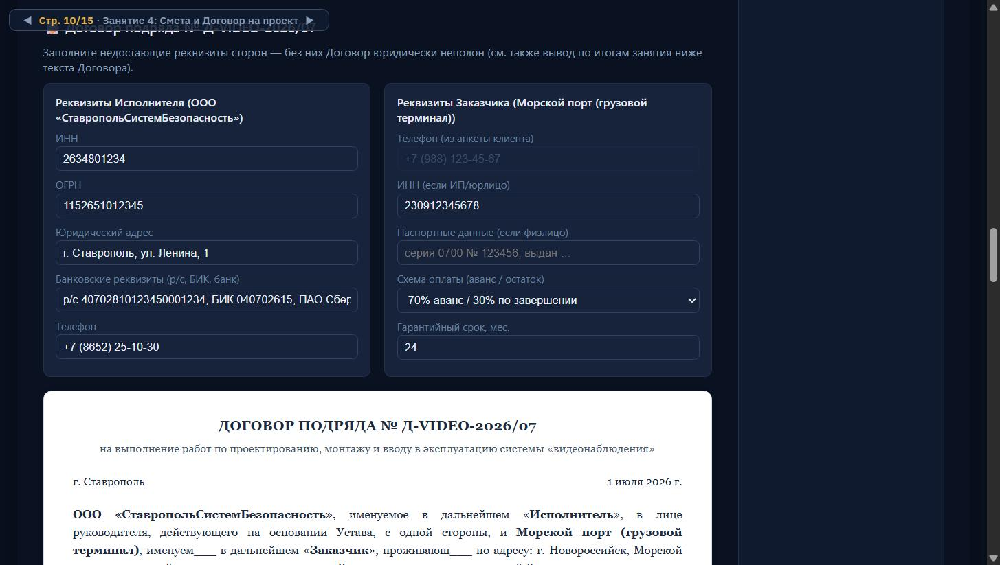 ◀ Стр. 10/15 · Занятие 4: Смета и Договор на проект ▶
Договор подряда № Д-VIDEO-2026/07
Заполните недостающие реквизиты сторон — без них Договор юридически неполон (см. также вывод по итогам занятия ниже
текста Договора).
Реквизиты Исполнителя (ООО
«СтавропольСистемБезопасность»)
ИНН
2634801234
ОГРН
1152651012345
Юридический адрес
г. Ставрополь, ул. Ленина, 1
Банковские реквизиты (р/с, БИК, банк)
р/с 40702810123450001234, БИК 040702615, ПАО Сбер
Телефон
+7 (8652) 25-10-30
Реквизиты Заказчика (Морской порт (грузовой
терминал))
Телефон (из анкеты клиента)
+7 (988) 123-45-67
ИНН (если ИП/юрлицо)
230912345678
Паспортные данные (если физлицо)
серия 0700 № 123456, выдан ...
Схема оплаты (аванс / остаток)
70% аванс / 30% по завершении
Гарантийный срок, мес.
24
ДОГОВОР ПОДРЯДА № Д-VIDEO-2026/07
на выполнение работ по проектированию, монтажу и вводу в эксплуатацию системы «видеонаблюдения»
г. Ставрополь
1 июля 2026 г.
ООО «СтавропольСистемБезопасность», именуемое в дальнейшем «Исполнитель», в лице
руководителя, действующего на основании Устава, с одной стороны, и Морской порт (грузовой
терминал), именуем____ в дальнейшем «Заказчик», проживающ____ по адресу: г. Новороссийск, Морской